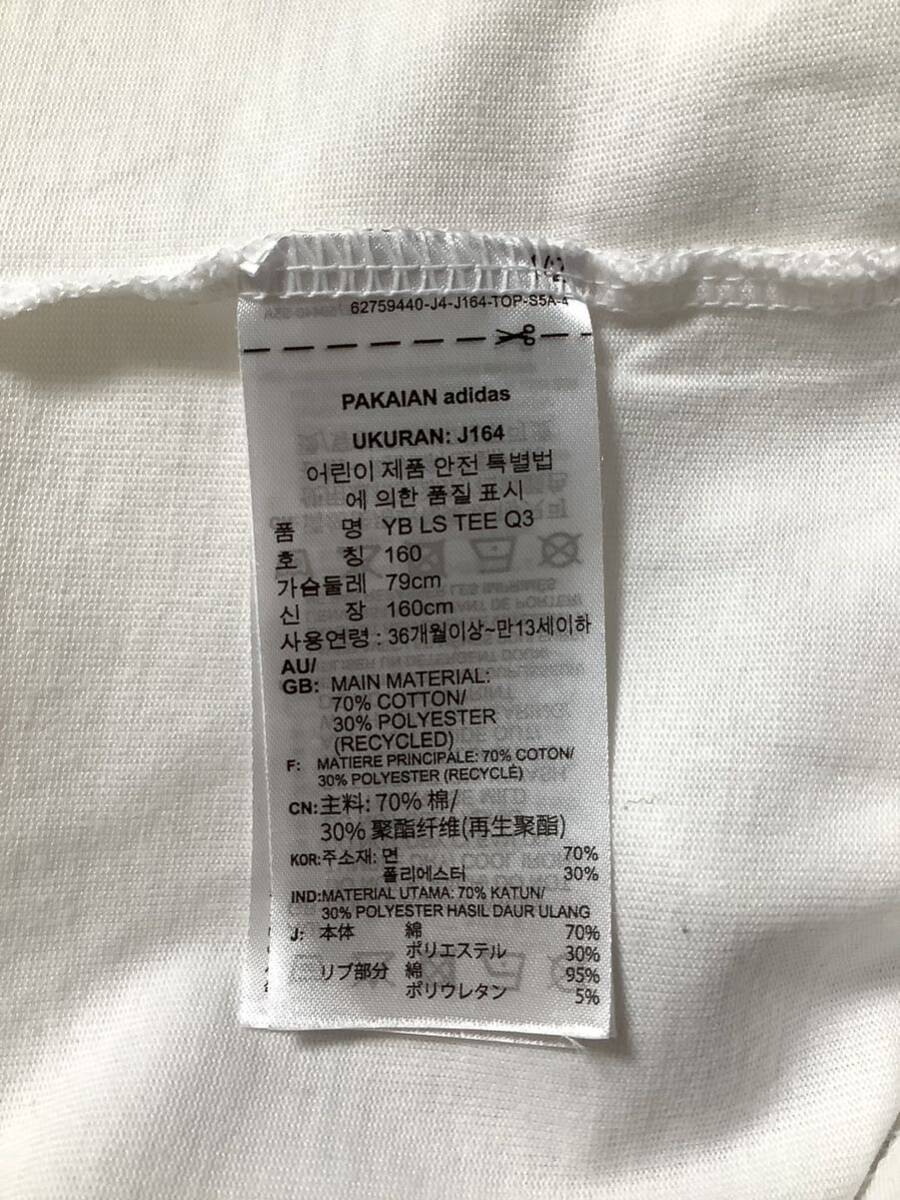 62759440-J4-J164-TOP-S5A-4
PAKAIAN adidas
UKURAN: J164
어린이 제품 안전 특별법
에 의한 품질 표시
품 명 YB LS TEE Q3
호 칭 160
가슴둘레 79cm
신 장 160cm
사용연령 : 36개월이상~만13세이하
AU/
GB: MAIN MATERIAL:
70% COTTON/
30% POLYESTER
(RECYCLED)
F: MATIERE PRINCIPALE: 70% COTON/
30% POLYESTER (RECYCLÉ)
CN: 主料: 70% 棉/
30% 聚酯纤维(再生聚酯)
KOR: 주소재: 면 70%
폴리에스터 30%
IND: MATERIAL UTAMA: 70% KATUN/
30% POLYESTER HASIL DAUR ULANG
J: 本体 綿 70%
ポリエステル 30%
リブ部分 綿 95%
ポリウレタン 5%